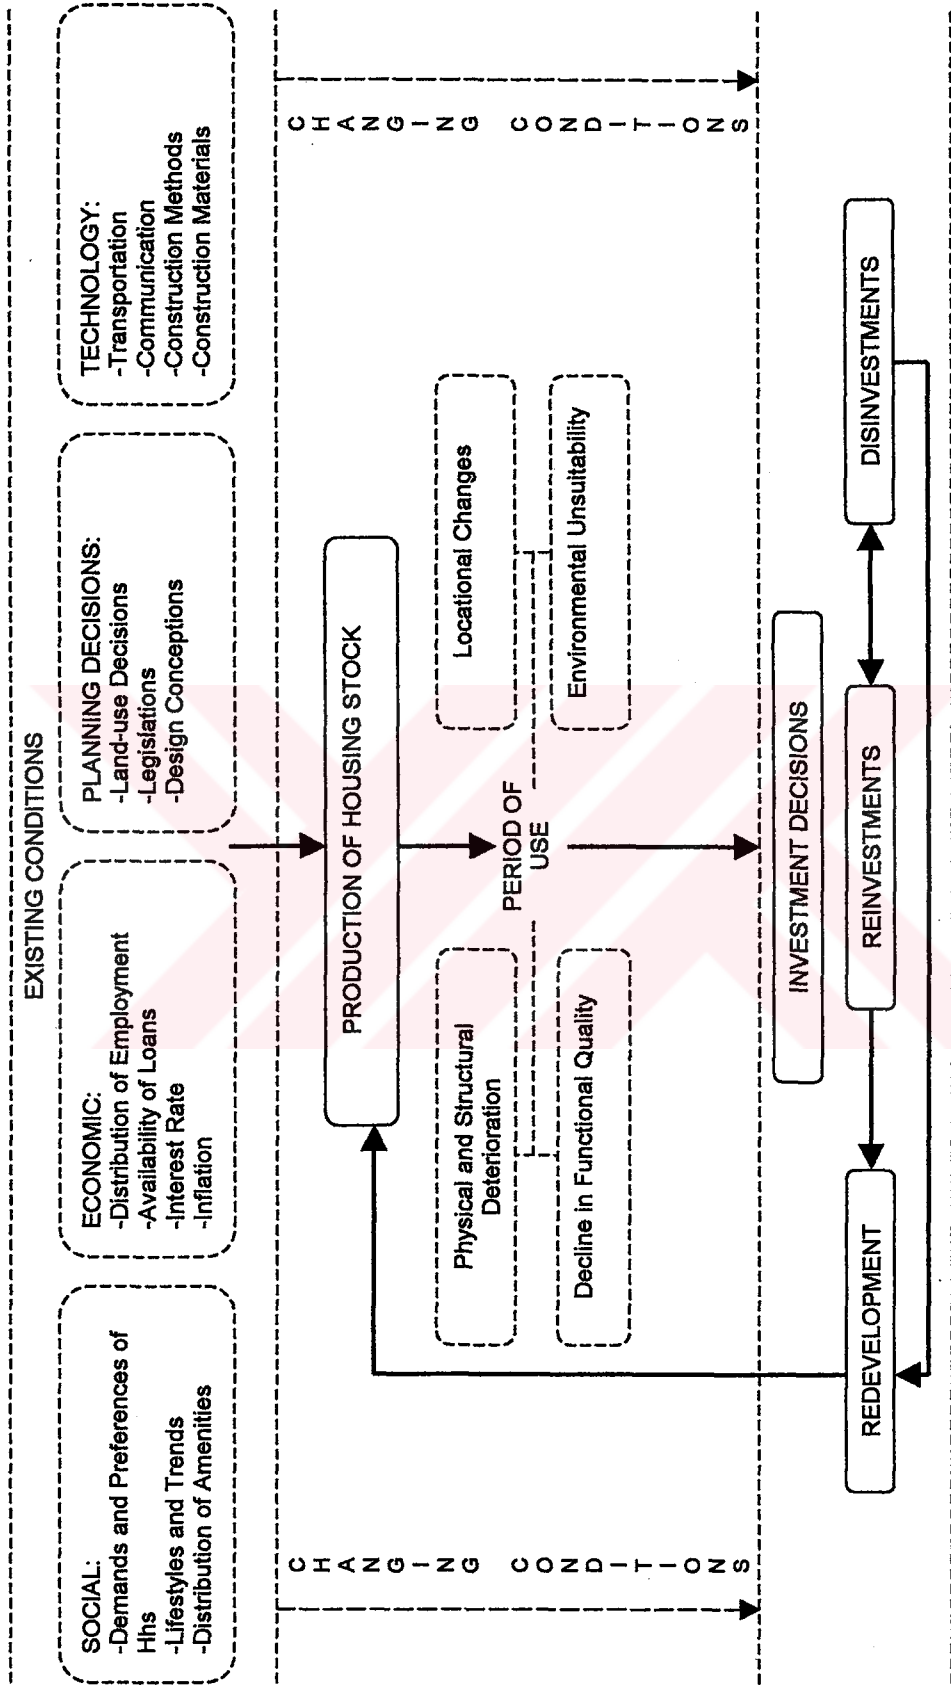 EXISTING CONDITIONS
SOCIAL:
-Demands and Preferences of
Hhs
-Lifestyles and Trends
-Distribution of Amenities
ECONOMIC:
-Distribution of Employment
-Availability of Loans
-Interest Rate
-Inflation
PLANNING DECISIONS:
-Land-use Decisions
-Legislations
-Design Conceptions
TECHNOLOGY:
-Transportation
-Communication
-Construction Methods
-Construction Materials
CHANGING CONDITIONS
PRODUCTION OF HOUSING STOCK
CHANGING CONDITIONS
Physical and Structural
Deterioration
Decline in Functional Quality
PERIOD OF
USE
Locational Changes
Environmental Unsuitability
INVESTMENT DECISIONS
REDEVELOPMENT
REINVESTMENTS
DISINVESTMENTS